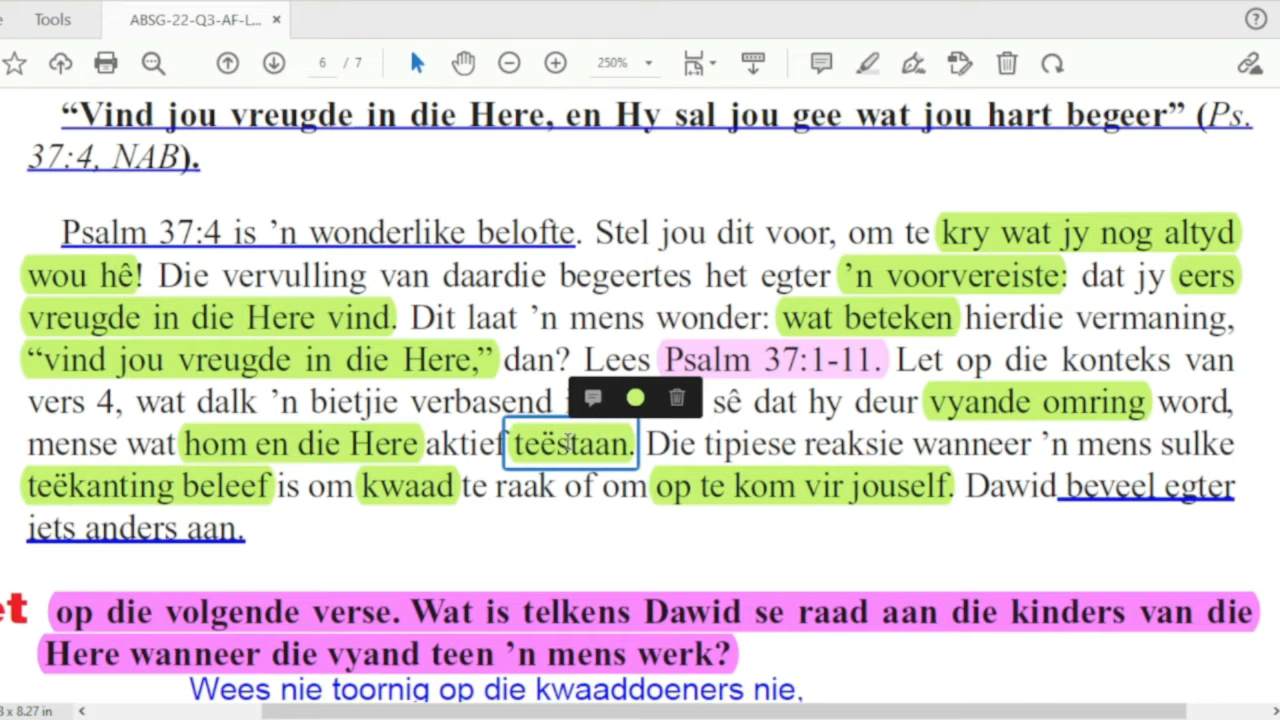 Tools
ABSG-22-Q3-AF-L... ×
6 / 7
250%
“Vind jou vreugde in die Here, en Hy sal jou gee wat jou hart begeer” (Ps.
37:4, NAB).
Psalm 37:4 is ’n wonderlike belofte. Stel jou dit voor, om te kry wat jy nog altyd
wou hê! Die vervulling van daardie begeertes het egter ’n voorvereiste: dat jy eers
vreugde in die Here vind. Dit laat ’n mens wonder: wat beteken hierdie vermaning,
“vind jou vreugde in die Here,” dan? Lees Psalm 37:1-11. Let op die konteks van
vers 4, wat dalk ’n bietjie verbasend sê dat hy deur vyande omring word,
mense wat hom en die Here aktief teëstaan. Die tipiese reaksie wanneer ’n mens sulke
teëkanting beleef is om kwaad te raak of om op te kom vir jouself. Dawid beveel egter
iets anders aan.
et op die volgende verse. Wat is telkens Dawid se raad aan die kinders van die
Here wanneer die vyand teen ’n mens werk?
Wees nie toornig op die kwaaddoeners nie,
x 8.27 in